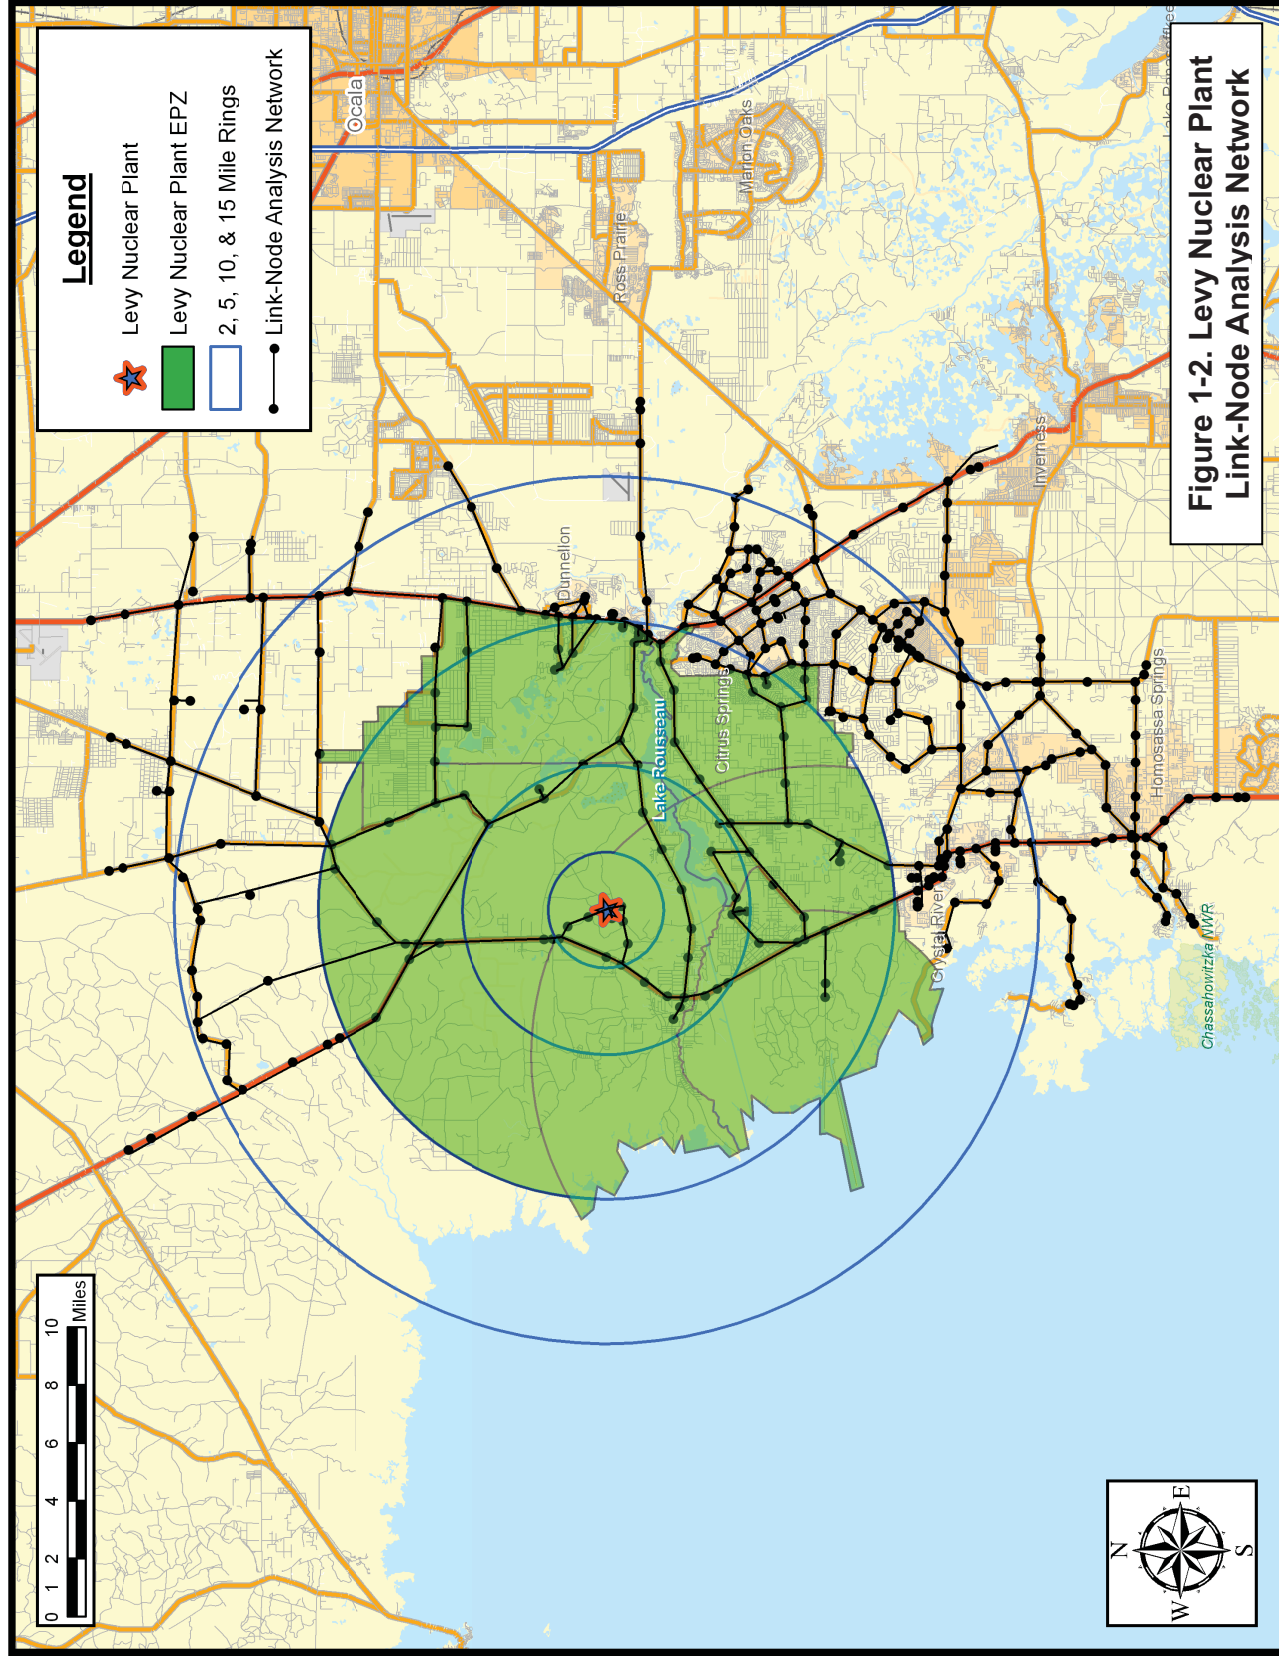 Legend
Levy Nuclear Plant
Levy Nuclear Plant EPZ
2, 5, 10, & 15 Mile Rings
Link-Node Analysis Network
0 1 2 4 6 8 10
Miles
Ocala
Marion Oaks
Ross Prairie
Dunnellon
Lake Rousseau
Citrus Springs
Inverness
Crystal River
Homosassa Springs
Chassahowitzka NWR
N
W E
S
Figure 1-2. Levy Nuclear Plant
Link-Node Analysis Network